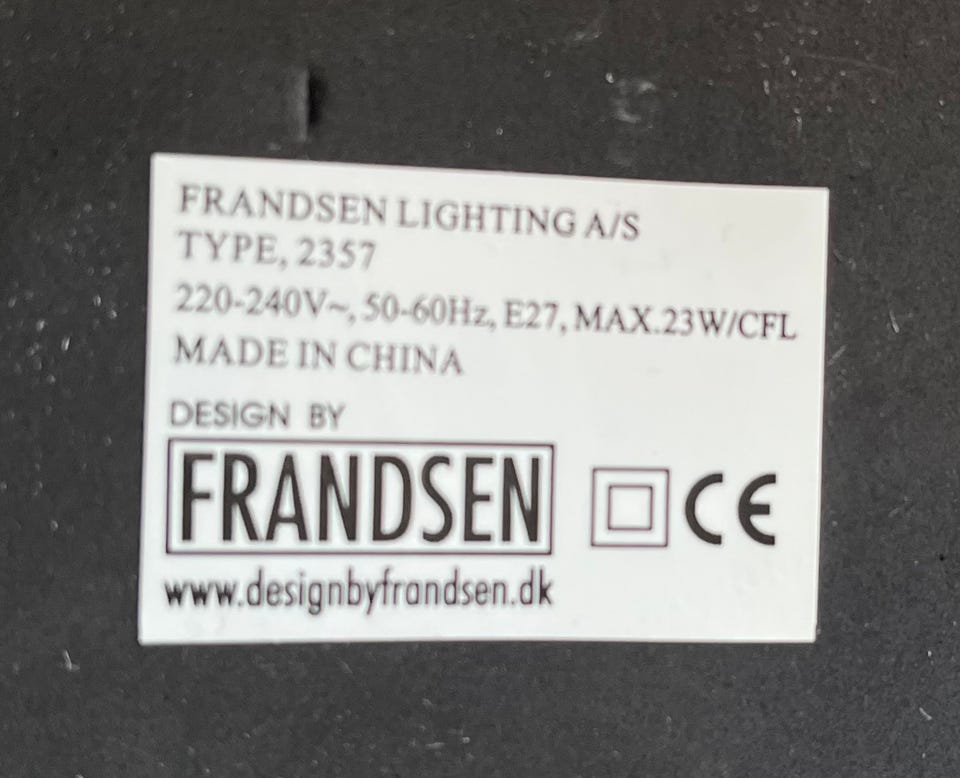 FRANDSEN LIGHTING A/S
TYPE, 2357
220-240V~, 50-60Hz, E27, MAX.23W/CFL
MADE IN CHINA
DESIGN BY
FRANDSEN
CE
www.designbyfrandsen.dk